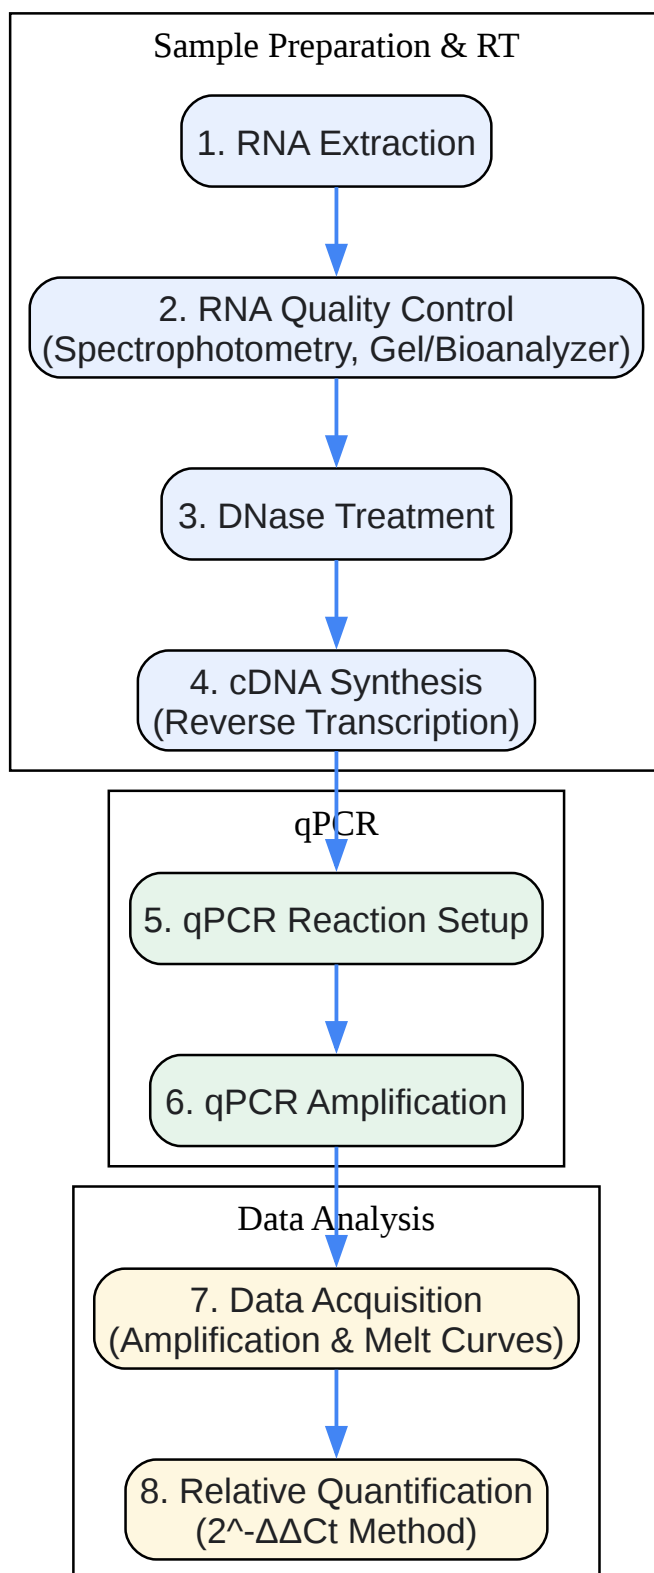 Sample Preparation & RT
1. RNA Extraction
2. RNA Quality Control
(Spectrophotometry, Gel/Bioanalyzer)
3. DNase Treatment
4. cDNA Synthesis
(Reverse Transcription)
qPCR
5. qPCR Reaction Setup
6. qPCR Amplification
Data Analysis
7. Data Acquisition
(Amplification & Melt Curves)
8. Relative Quantification
(2^-ΔΔCt Method)